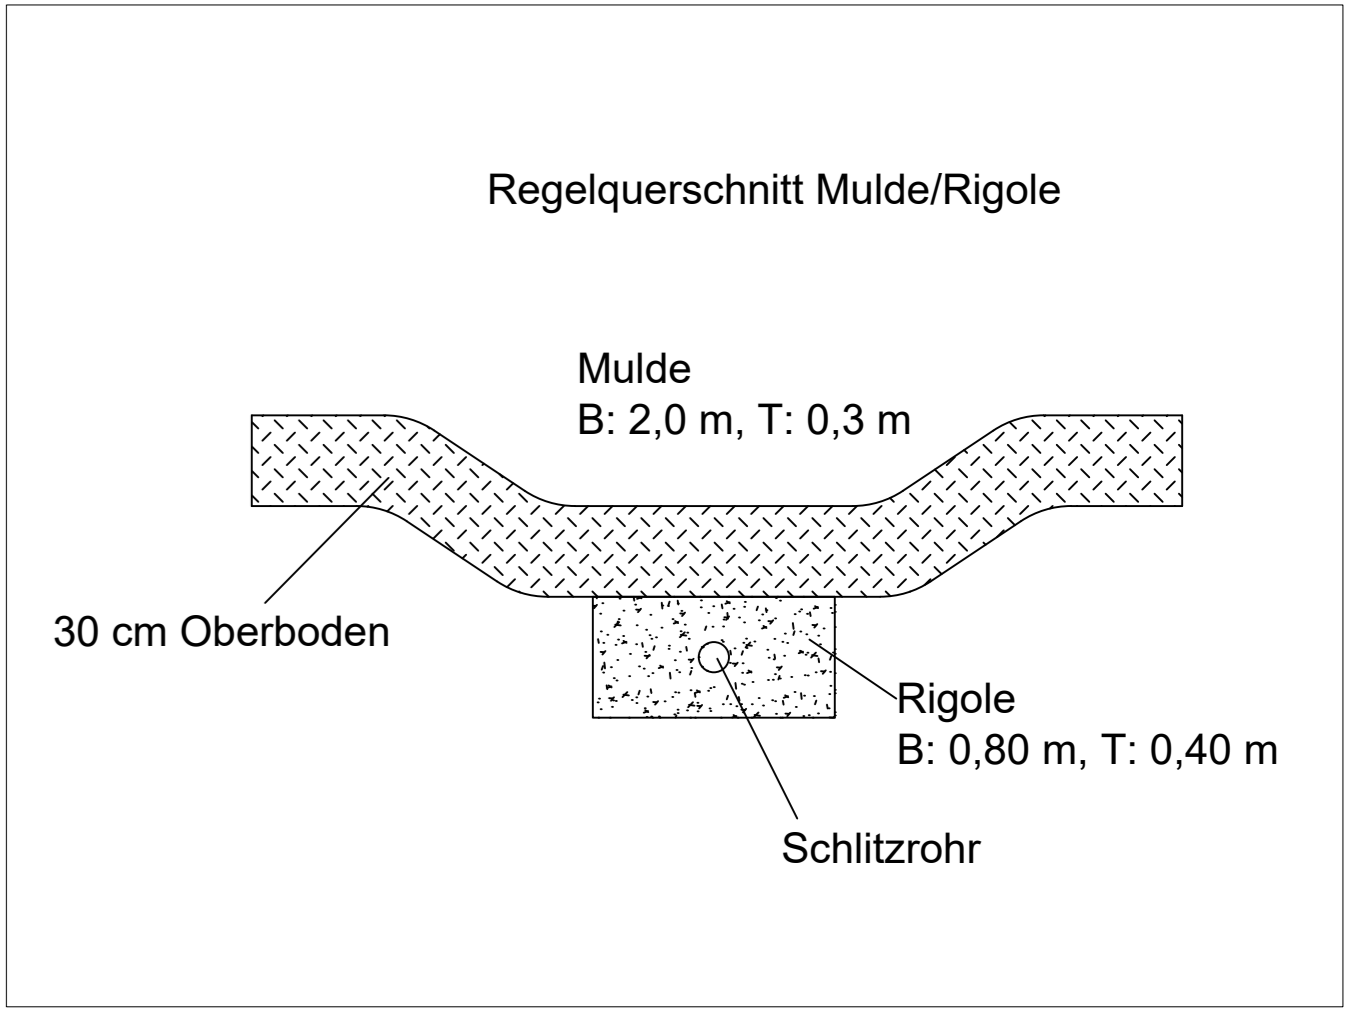 Regelquerschnitt Mulde/Rigole
Mulde
B: 2,0 m, T: 0,3 m
30 cm Oberboden
Rigole
B: 0,80 m, T: 0,40 m
Schlitzrohr